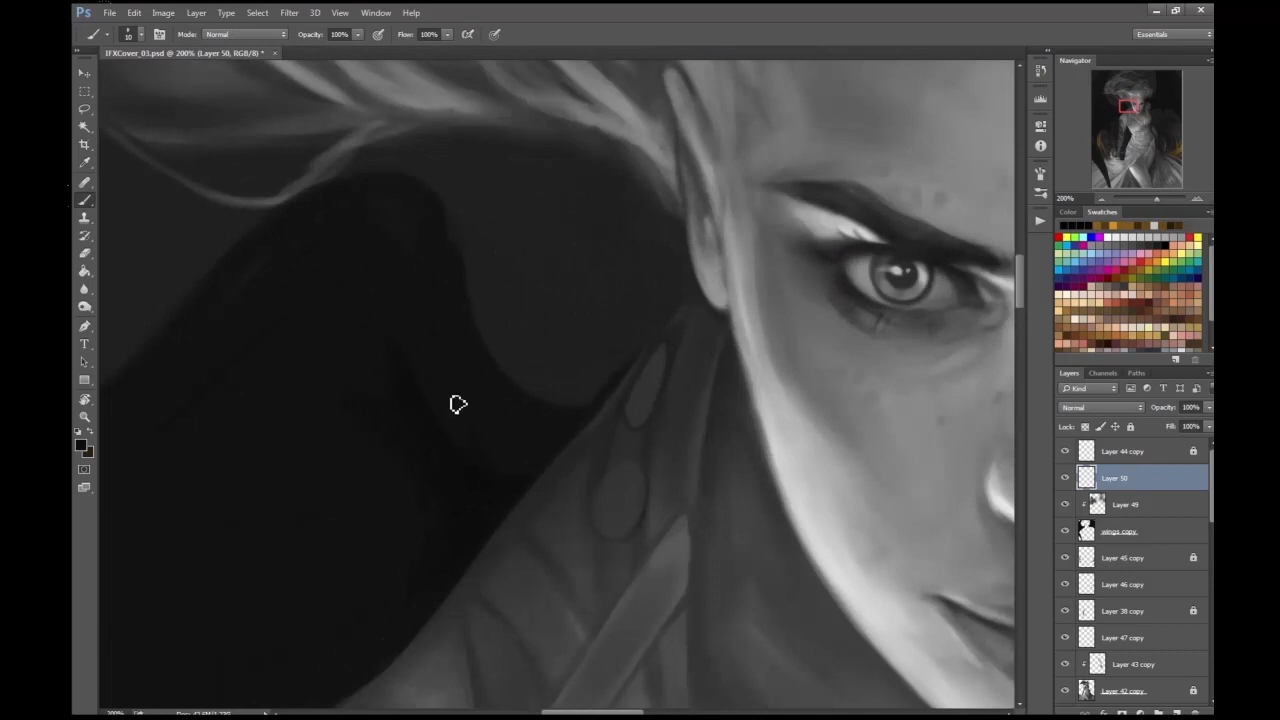 Ps File Edit Image Layer Type Select Filter 3D View Window Help
10 Mode: Normal Opacity: 100% Flow: 100% Essentials
IFXCover_03.psd @ 200% (Layer 50, RGB/8) * ×
Navigator
200%
Color Swatches
Layers Channels Paths
Kind
Normal Opacity: 100%
Lock: Fill: 100%
Layer 44 copy
Layer 50
Layer 49
wings copy
Layer 45 copy
Layer 46 copy
Layer 38 copy
Layer 47 copy
Layer 43 copy
Layer 42 copy
200%